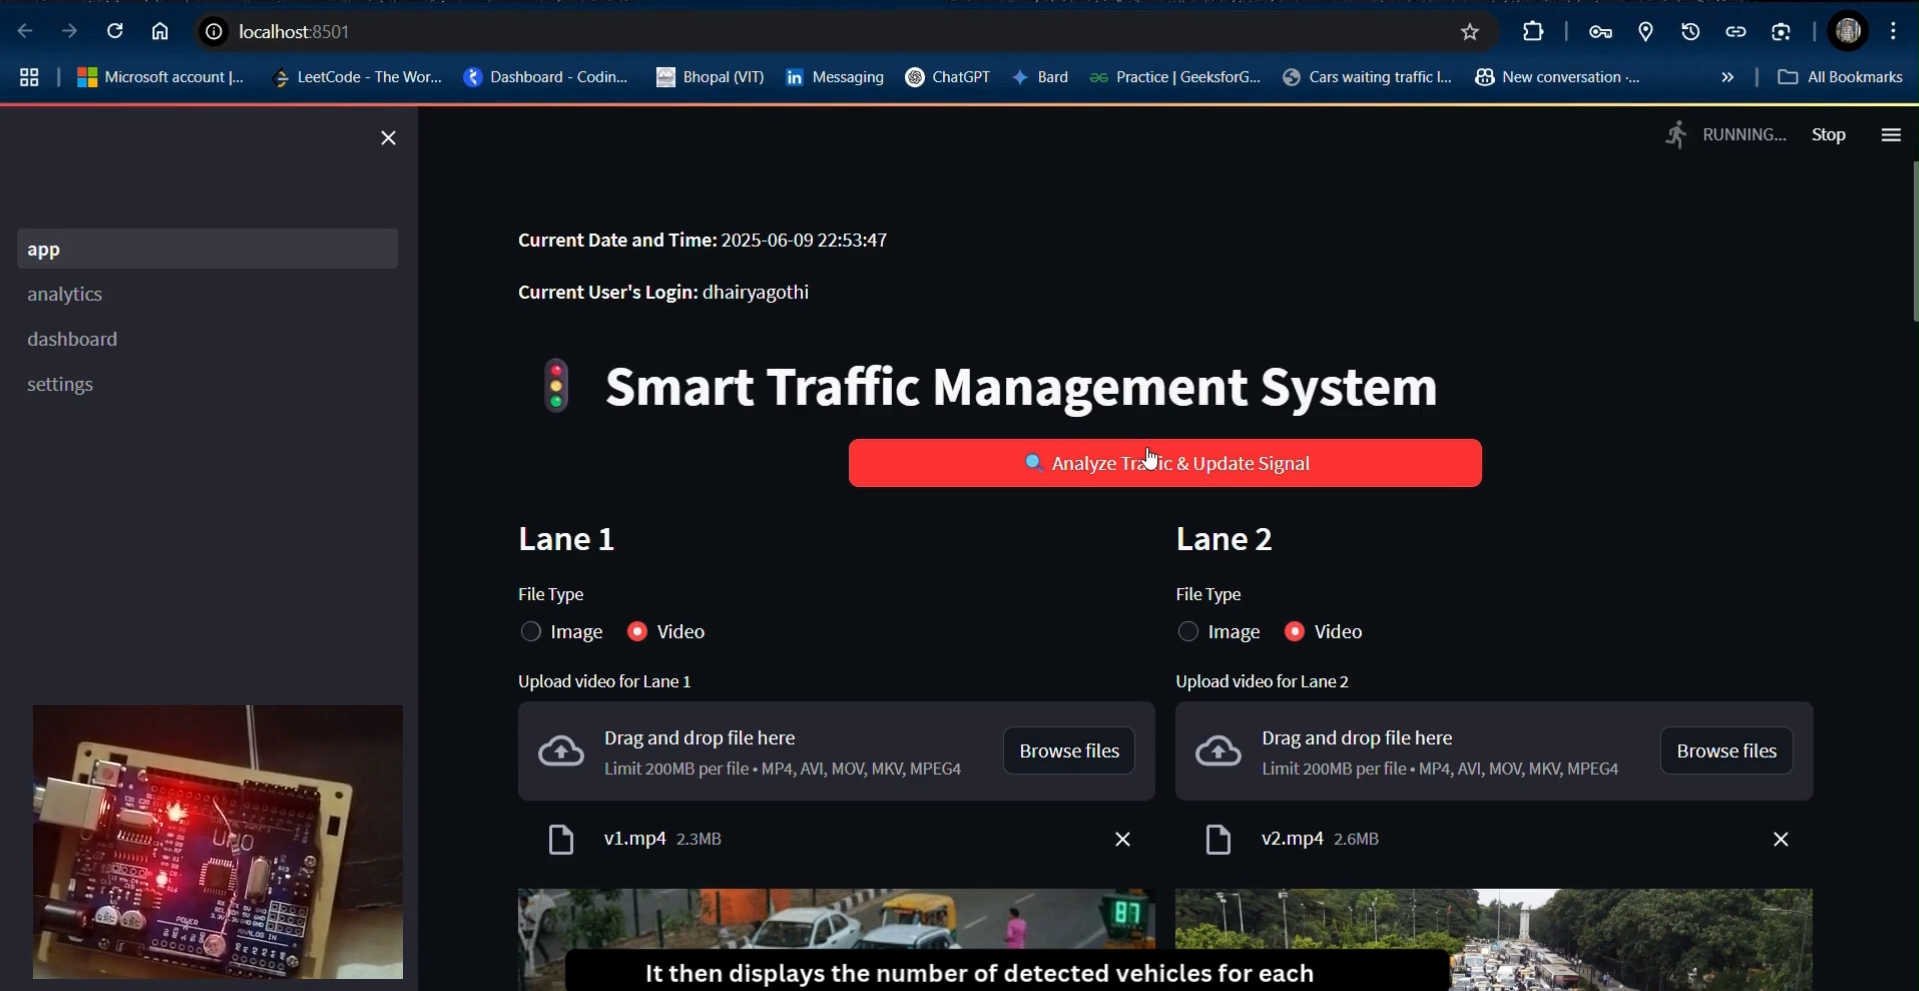 localhost:8501
Microsoft account |...
LeetCode - The Wor...
Dashboard - Codin...
Bhopal (VIT)
Messaging
ChatGPT
Bard
Practice | GeeksforG...
Cars waiting traffic l...
New conversation ·...
All Bookmarks
RUNNING...
Stop
app
analytics
dashboard
settings
Current Date and Time: 2025-06-09 22:53:47
Current User's Login: dhairyagothi
Smart Traffic Management System
Analyze Traffic & Update Signal
Lane 1
File Type
Image Video
Upload video for Lane 1
Drag and drop file here
Limit 200MB per file • MP4, AVI, MOV, MKV, MPEG4
Browse files
v1.mp4 2.3MB
Lane 2
File Type
Image Video
Upload video for Lane 2
Drag and drop file here
Limit 200MB per file • MP4, AVI, MOV, MKV, MPEG4
Browse files
v2.mp4 2.6MB
87
UNO
POWER
ANALOG IN
It then displays the number of detected vehicles for each